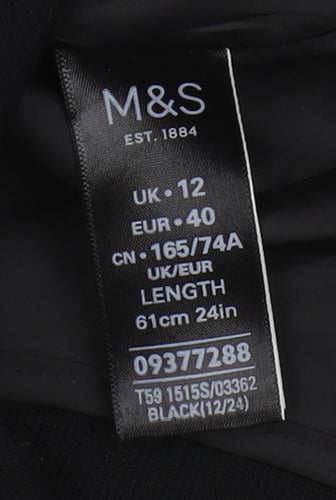 M&S
EST. 1884
UK • 12
EUR • 40
CN • 165/74A
UK/EUR
LENGTH
61cm 24in
09377288
T59 1515S/03362
BLACK(12/24)